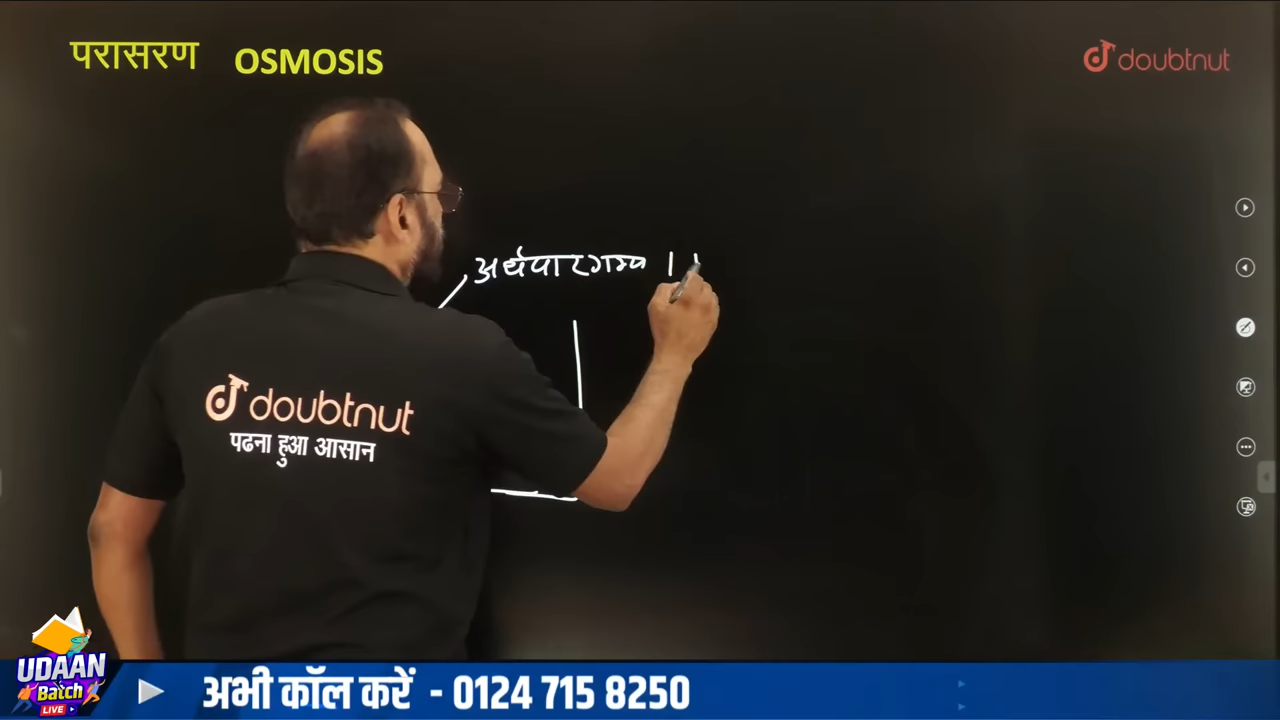 परासरण OSMOSIS
doubtnut
अर्धपारगम्य
doubtnut
पढना हुआ आसान
UDAAN
Batch
LIVE
अभी कॉल करें - 0124 715 8250